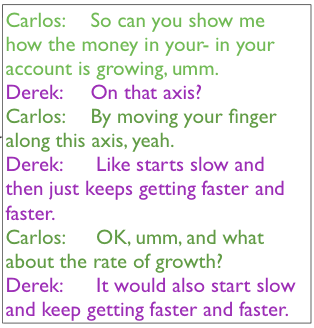 Carlos: So can you show me
how the money in your- in your
account is growing, umm.
Derek: On that axis?
Carlos: By moving your finger
along this axis, yeah.
Derek: Like starts slow and
then just keeps getting faster and
faster.
Carlos: OK, umm, and what
about the rate of growth?
Derek: It would also start slow
and keep getting faster and faster.